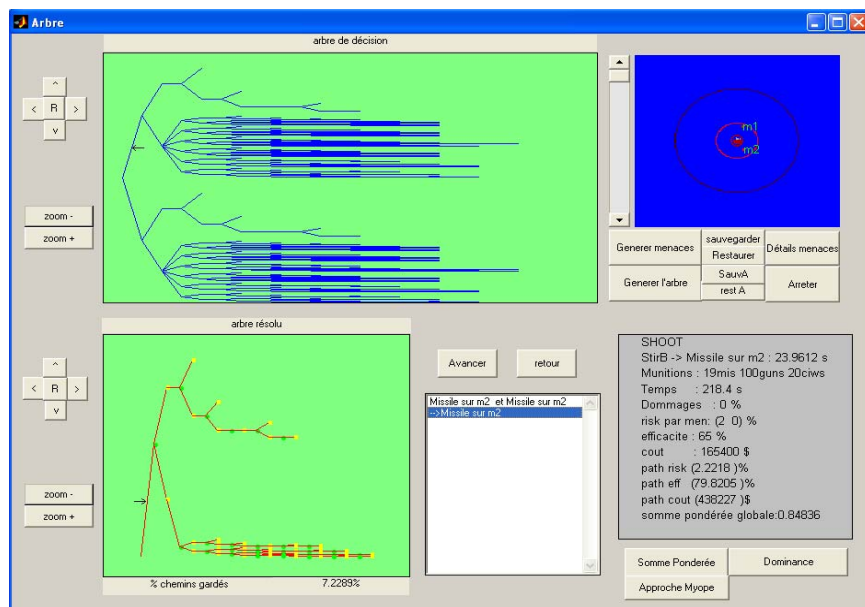 Arbre
arbre de décision
^
< R >
v
zoom -
zoom +
m1
m2
Generer menaces
sauvegarder
Restaurer
Détails menaces
Generer l'arbre
SauvA
rest A
Arreter
arbre résolu
^
< R >
v
zoom -
zoom +
% chemins gardés 7.2289%
Avancer
retour
Missile sur m2 et Missile sur m2
-->Missile sur m2
SHOOT
StirB -> Missile sur m2 : 23.9612 s
Munitions : 19mis 100guns 20ciws
Temps : 218.4 s
Dommages : 0 %
risk par men: (2 0) %
efficacite : 65 %
cout : 165400 $
path risk (2.2218 )%
path eff (79.8205 )%
path cout (438227 )$
somme pondérée globale:0.84836
Somme Ponderée
Dominance
Approche Myope